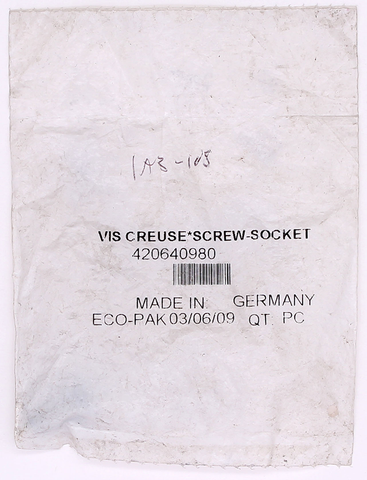 1A3-105
VIS CREUSE*SCREW-SOCKET
420640980
MADE IN GERMANY
ECO-PAK 03/06/09 QT PC